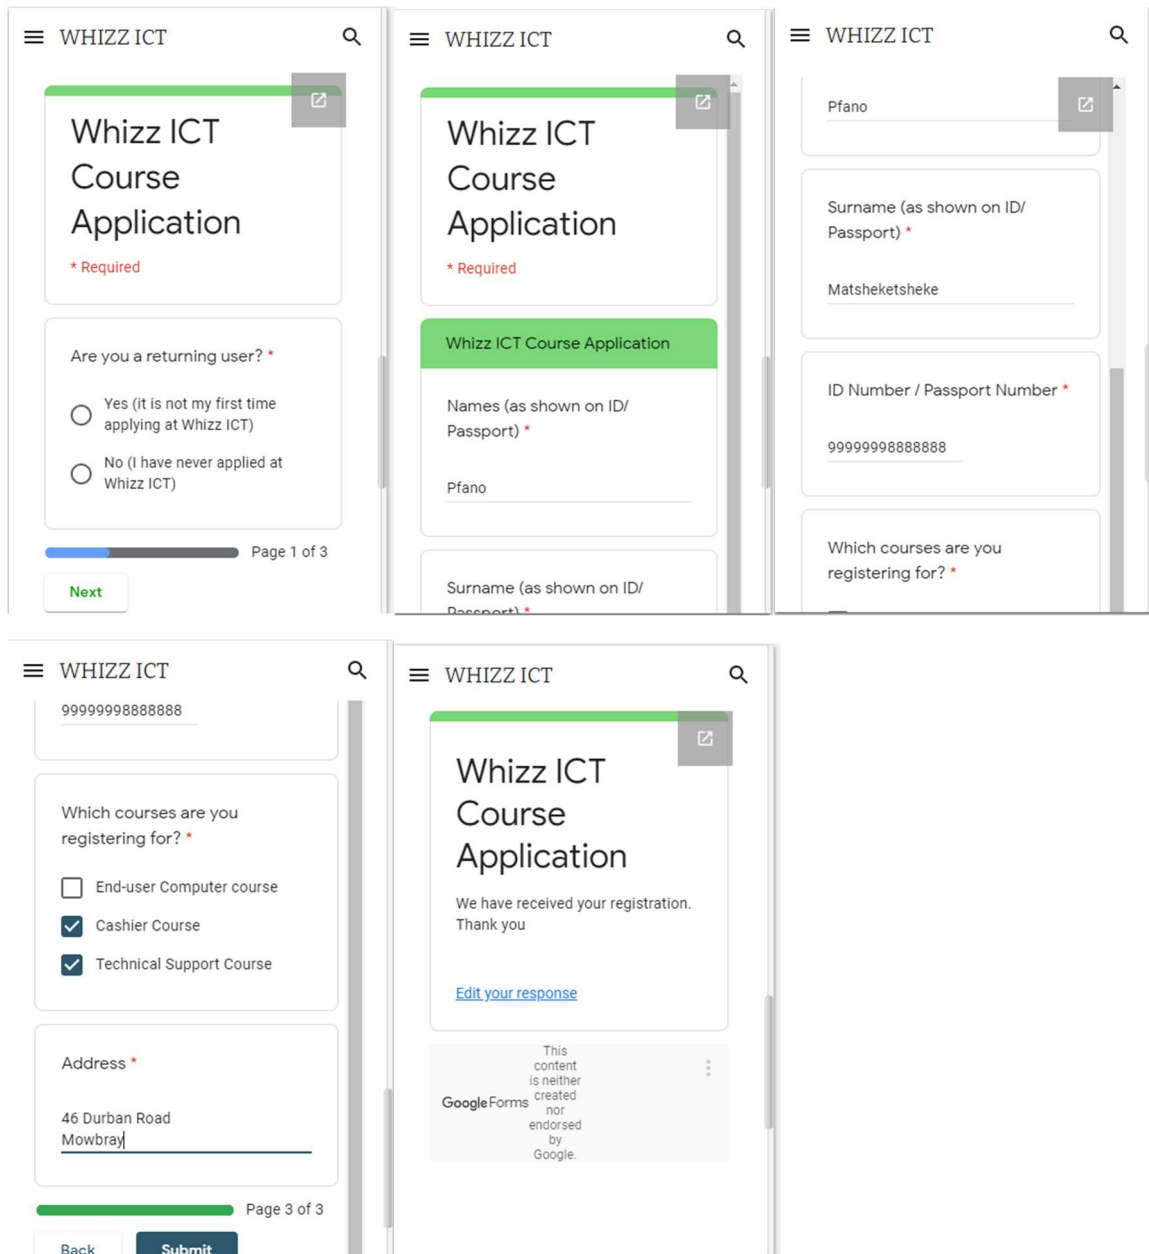 WHIZZ ICT
Whizz ICT
Course
Application
* Required
Are you a returning user? *
Yes (it is not my first time
applying at Whizz ICT)
No (I have never applied at
Whizz ICT)
Page 1 of 3
Next
WHIZZ ICT
Whizz ICT
Course
Application
* Required
Whizz ICT Course Application
Names (as shown on ID/
Passport) *
Pfano
Surname (as shown on ID/
Passport) *
WHIZZ ICT
Pfano
Surname (as shown on ID/
Passport) *
Matsheketsheke
ID Number / Passport Number *
99999998888888
Which courses are you
registering for? *
WHIZZ ICT
99999998888888
Which courses are you
registering for? *
End-user Computer course
Cashier Course
Technical Support Course
Address *
46 Durban Road
Mowbray
Page 3 of 3
Back
Submit
WHIZZ ICT
Whizz ICT
Course
Application
We have received your registration.
Thank you
Edit your response
Google Forms
This
content
is neither
created
nor
endorsed
by
Google.